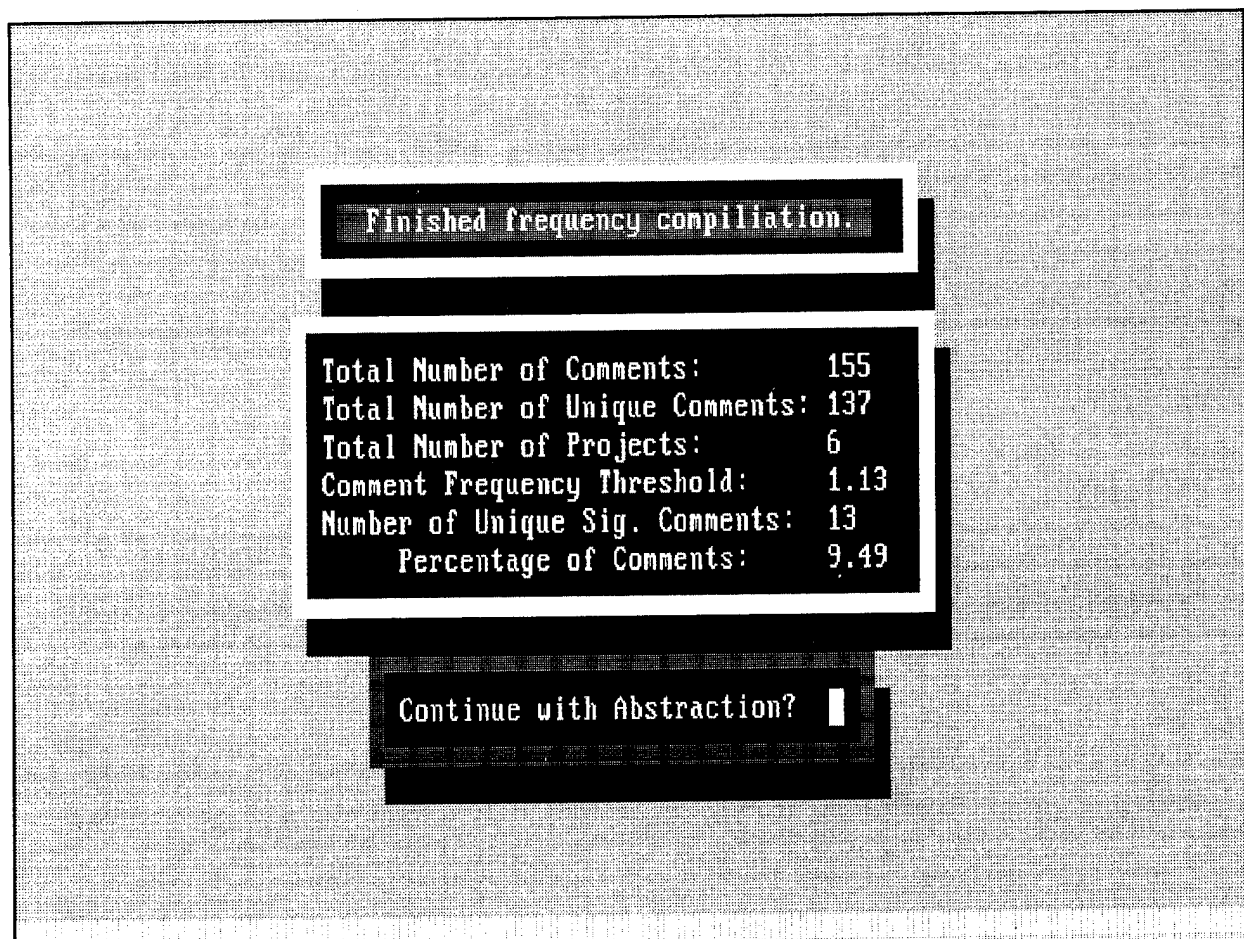 Finished frequency compiliation.
Total Number of Comments: 155
Total Number of Unique Comments: 137
Total Number of Projects: 6
Comment Frequency Threshold: 1.13
Number of Unique Sig. Comments: 13
Percentage of Comments: 9.49
Continue with Abstraction?